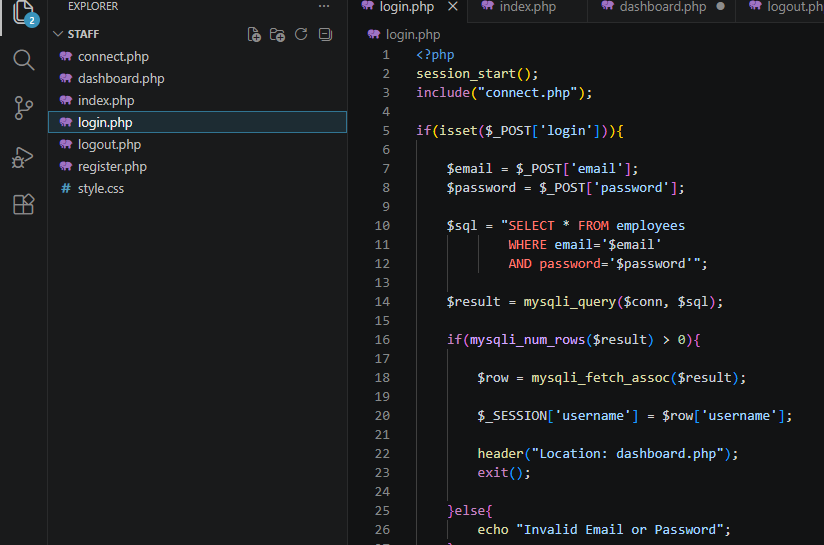 EXPLORER
···
2
STAFF
connect.php
dashboard.php
index.php
login.php
logout.php
register.php
# style.css
login.php
index.php
dashboard.php
logout.ph
login.php
1 <?php
2 session_start();
3 include("connect.php");
4
5 if(isset($_POST['login'])){
6
7 $email = $_POST['email'];
8 $password = $_POST['password'];
9
10 $sql = "SELECT * FROM employees
11 WHERE email='$email'
12 AND password='$password'";
13
14 $result = mysqli_query($conn, $sql);
15
16 if(mysqli_num_rows($result) > 0){
17
18 $row = mysqli_fetch_assoc($result);
19
20 $_SESSION['username'] = $row['username'];
21
22 header("Location: dashboard.php");
23 exit();
24
25 }else{
26 echo "Invalid Email or Password";